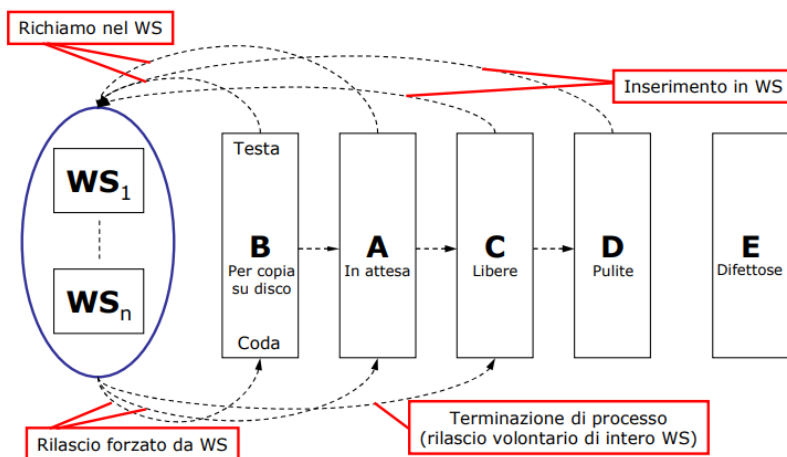 Richiamo nel WS
Inserimento in WS
WS1
WSn
Testa
B
Per copia
su disco
Coda
A
In attesa
C
Libere
D
Pulite
E
Difettose
Rilascio forzato da WS
Terminazione di processo
(rilascio volontario di intero WS)